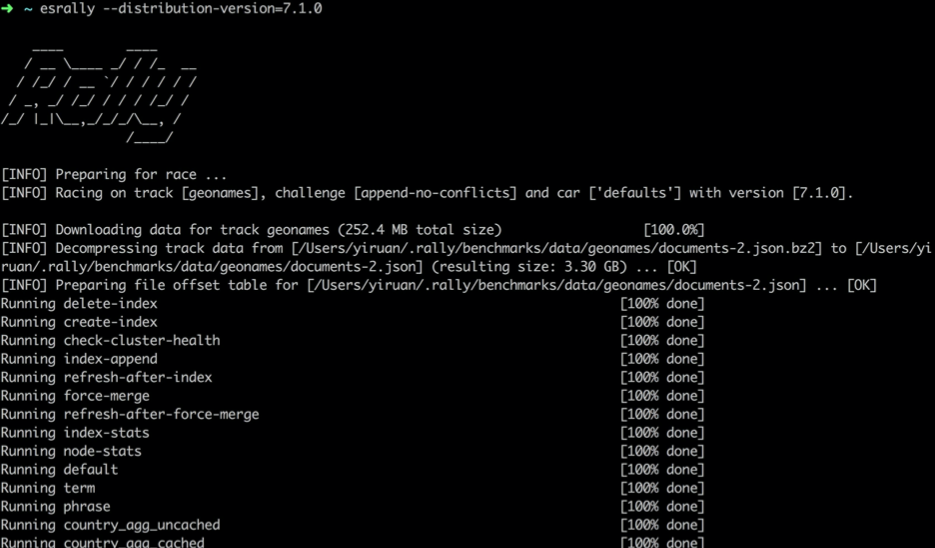 ➜ ~ esrally --distribution-version=7.1.0
    ____        ____
   / __ \____ _/ / /_  __
  / /_/ / __ `/ / / / / /
 / _, _/ /_/ / / / /_/ /
/_/ |_|\__,_/_/_/\__, /
                /____/
[INFO] Preparing for race ...
[INFO] Racing on track [geonames], challenge [append-no-conflicts] and car ['defaults'] with version [7.1.0].
[INFO] Downloading data for track geonames (252.4 MB total size) [100.0%]
[INFO] Decompressing track data from [/Users/yiruan/.rally/benchmarks/data/geonames/documents-2.json.bz2] to [/Users/yi
ruan/.rally/benchmarks/data/geonames/documents-2.json] (resulting size: 3.30 GB) ... [OK]
[INFO] Preparing file offset table for [/Users/yiruan/.rally/benchmarks/data/geonames/documents-2.json] ... [OK]
Running delete-index [100% done]
Running create-index [100% done]
Running check-cluster-health [100% done]
Running index-append [100% done]
Running refresh-after-index [100% done]
Running force-merge [100% done]
Running refresh-after-force-merge [100% done]
Running index-stats [100% done]
Running node-stats [100% done]
Running default [100% done]
Running term [100% done]
Running phrase [100% done]
Running country_agg_uncached [100% done]
Running country_agg_cached [100% done]